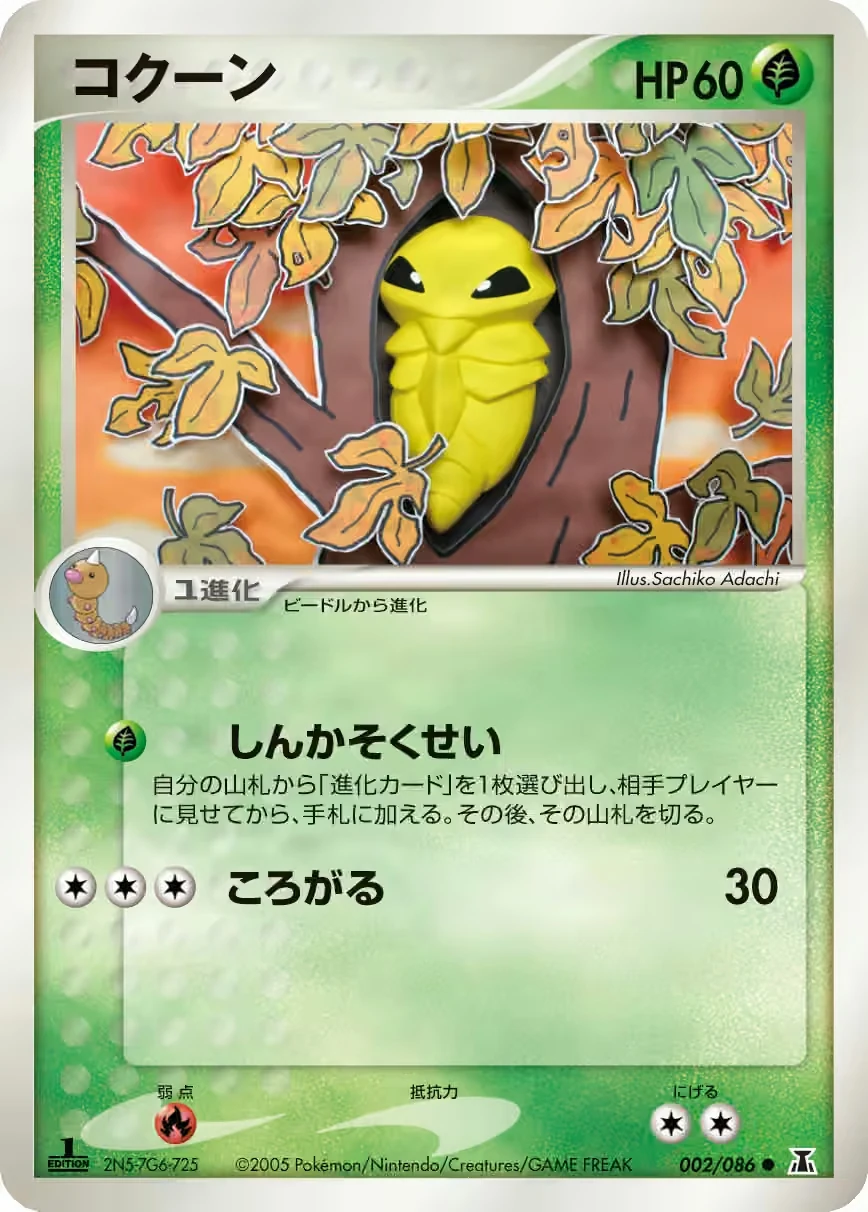 コクーン
HP60
Illus.Sachiko Adachi
1進化
ビードルから進化
しんかそくせい
自分の山札から「進化カード」を1枚選び出し、相手プレイヤー
に見せてから、手札に加える。その後、その山札を切る。
ころがる 30
弱点 抵抗力 にげる
1 EDITION 2N5-7G6-725 ©2005 Pokémon/Nintendo/Creatures/GAME FREAK 002/086